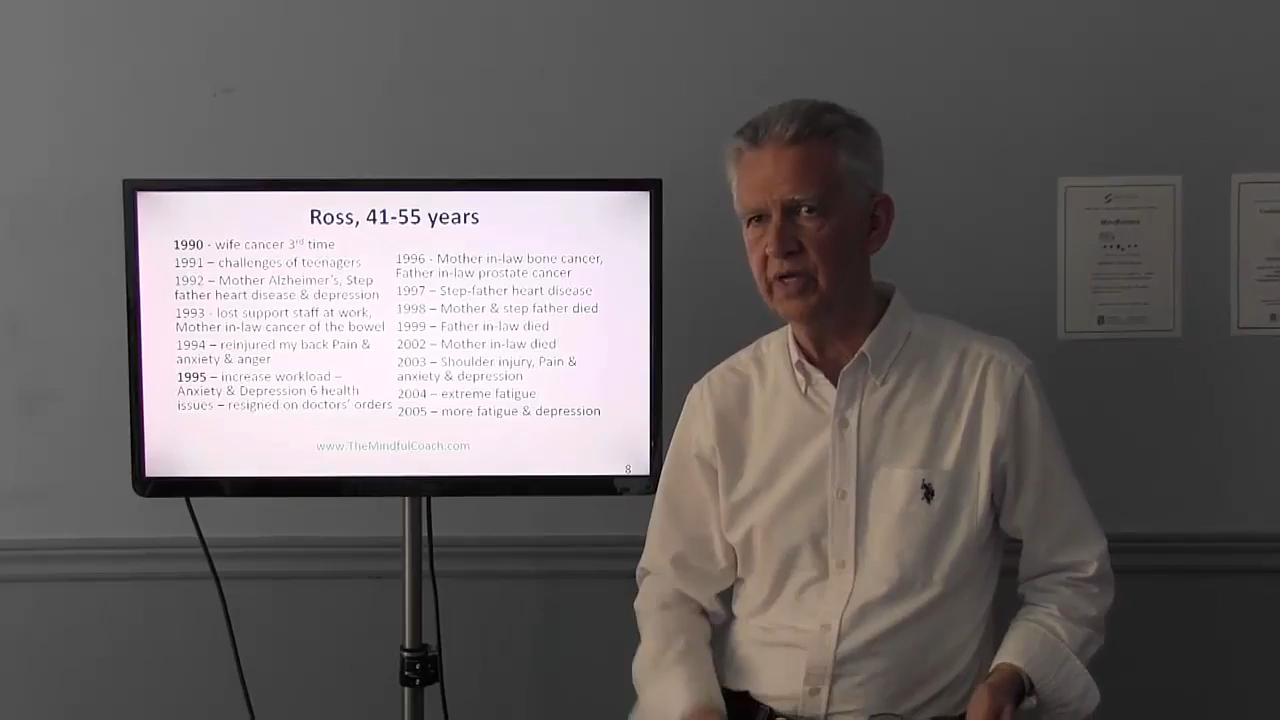 Ross, 41-55 years
1990 - wife cancer 3rd time
1991 – challenges of teenagers
1992 – Mother Alzheimer's, Step
father heart disease & depression
1993 - lost support staff at work,
Mother in-law cancer of the bowel
1994 – reinjured my back Pain &
anxiety & anger
1995 – increase workload –
Anxiety & Depression 6 health
issues – resigned on doctors' orders
1996 - Mother in-law bone cancer,
Father in-law prostate cancer
1997 – Step-father heart disease
1998 – Mother & step father died
1999 – Father in-law died
2002 – Mother in-law died
2003 – Shoulder injury, Pain &
anxiety & depression
2004 – extreme fatigue
2005 – more fatigue & depression
www.TheMindfulCoach.com
8
Mindfulness